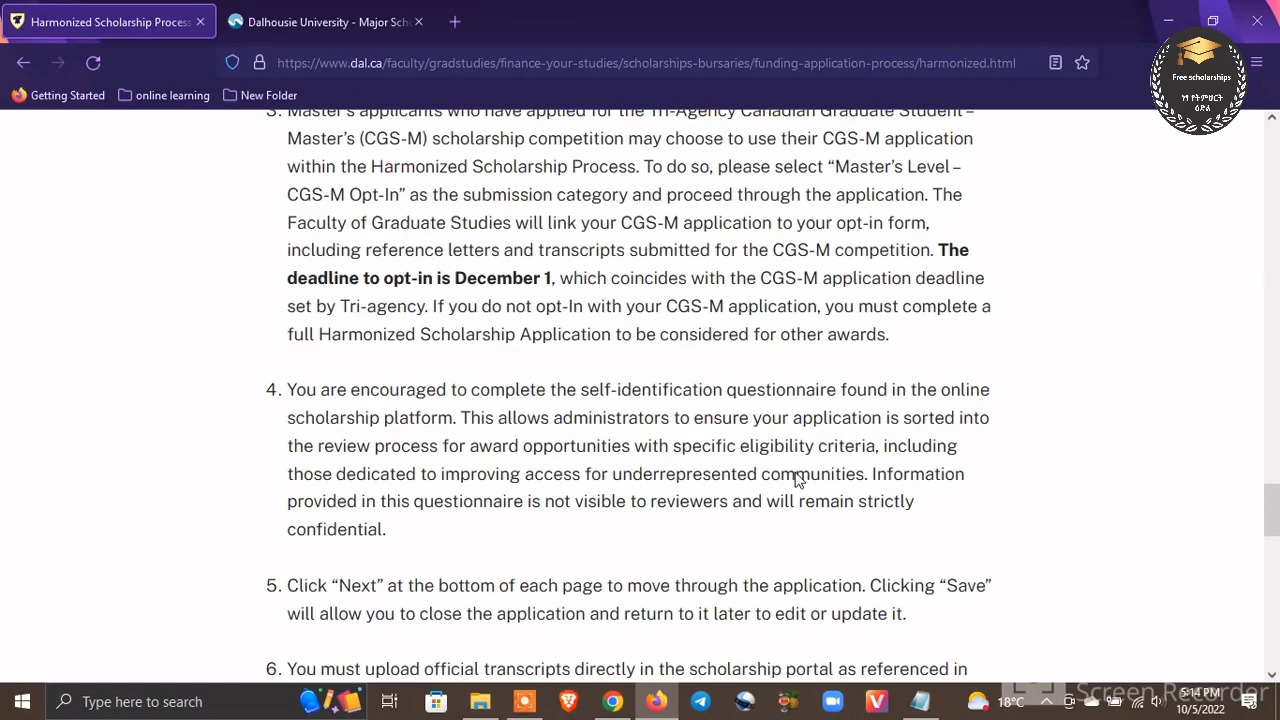 Harmonized Scholarship Process
Dalhousie University - Major Sch
https://www.dal.ca/faculty/gradstudies/finance-your-studies/scholarships-bursaries/funding-application-process/harmonized.html
Getting Started
online learning
New Folder
Free scholarships
3. Master's applicants who have applied for the Tri-Agency Canadian Graduate Student –
Master's (CGS-M) scholarship competition may choose to use their CGS-M application
within the Harmonized Scholarship Process. To do so, please select “Master's Level –
CGS-M Opt-In” as the submission category and proceed through the application. The
Faculty of Graduate Studies will link your CGS-M application to your opt-in form,
including reference letters and transcripts submitted for the CGS-M competition. The
deadline to opt-in is December 1, which coincides with the CGS-M application deadline
set by Tri-agency. If you do not opt-In with your CGS-M application, you must complete a
full Harmonized Scholarship Application to be considered for other awards.
4. You are encouraged to complete the self-identification questionnaire found in the online
scholarship platform. This allows administrators to ensure your application is sorted into
the review process for award opportunities with specific eligibility criteria, including
those dedicated to improving access for underrepresented communities. Information
provided in this questionnaire is not visible to reviewers and will remain strictly
confidential.
5. Click “Next” at the bottom of each page to move through the application. Clicking “Save”
will allow you to close the application and return to it later to edit or update it.
6. You must upload official transcripts directly in the scholarship portal as referenced in
Type here to search
18°C
5:14 PM
10/5/2022
Screen Recorder